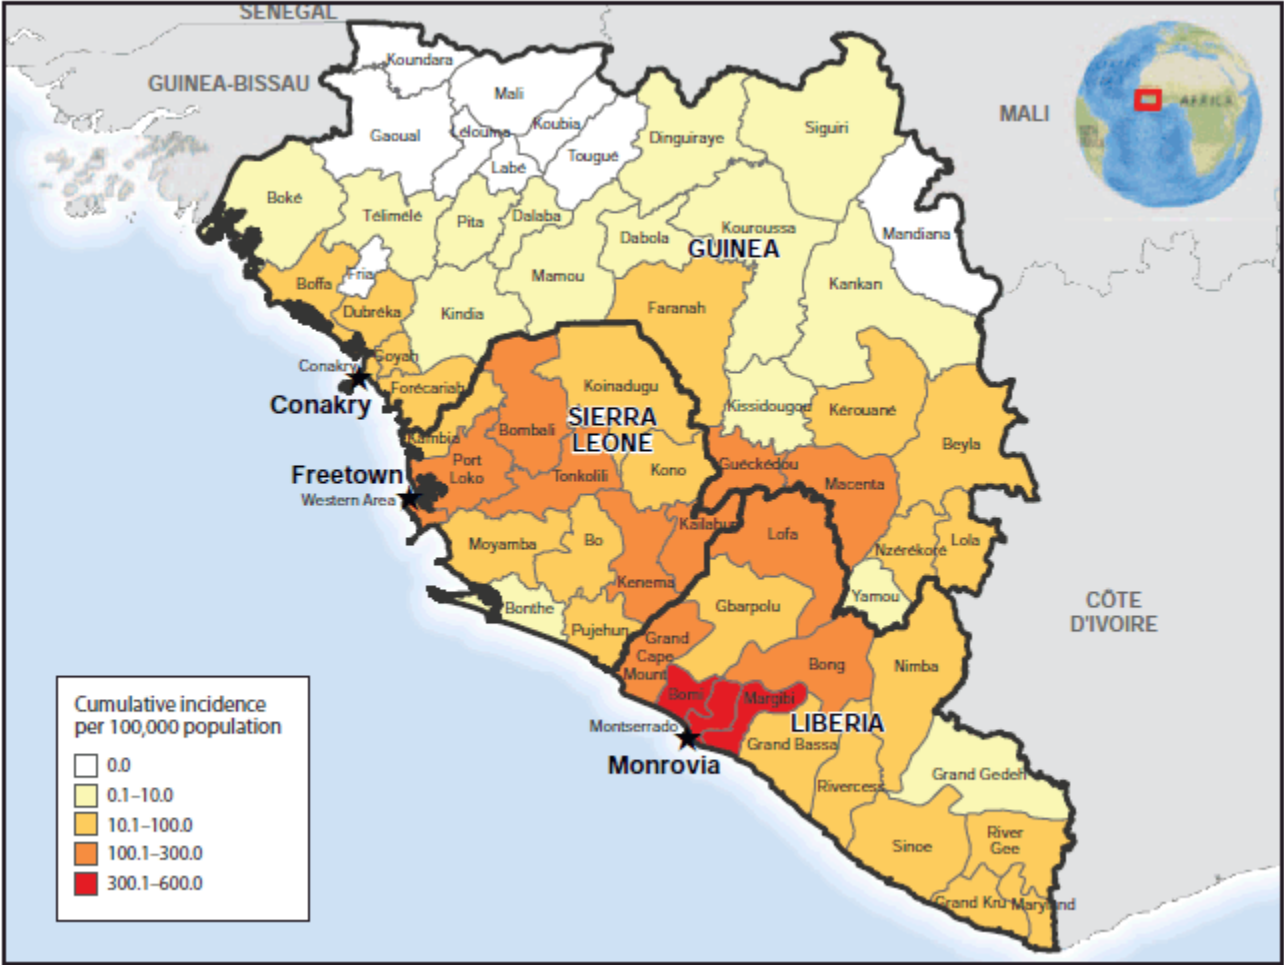 SENEGAL
GUINEA-BISSAU
Koundara
Mali
Gaoual
Lélouma
Koubia
Labé
Tougué
Dinguiraye
Siguiri
MALI
AFRICA
Boké
Télimélé
Pita
Dalaba
Dabola
Kouroussa
GUINEA
Mandiana
Fria
Boffa
Mamou
Kankan
Dubréka
Kindia
Faranah
Coyah
Conakry
Forécariah
Conakry
Koinadugu
Kissidougou
Kérouané
SIERRA
LEONE
Bombali
Kambia
Beyla
Port
Loko
Freetown
Western Area
Tonkolili
Kono
Guéckédou
Macenta
Kailahun
Lofa
Moyamba
Bo
Nzérékoré
Lola
Kenema
Yamou
Bonthe
Gbarpolu
CÔTE
D'IVOIRE
Pujehun
Grand
Cape
Mount
Bong
Nimba
Bomi
Margibi
Montserrado
LIBERIA
Monrovia
Grand Bassa
Rivercess
Grand Gedeh
Sinoe
River
Gee
Grand Kru
Maryland
Cumulative incidence
per 100,000 population
0.0
0.1–10.0
10.1–100.0
100.1–300.0
300.1–600.0